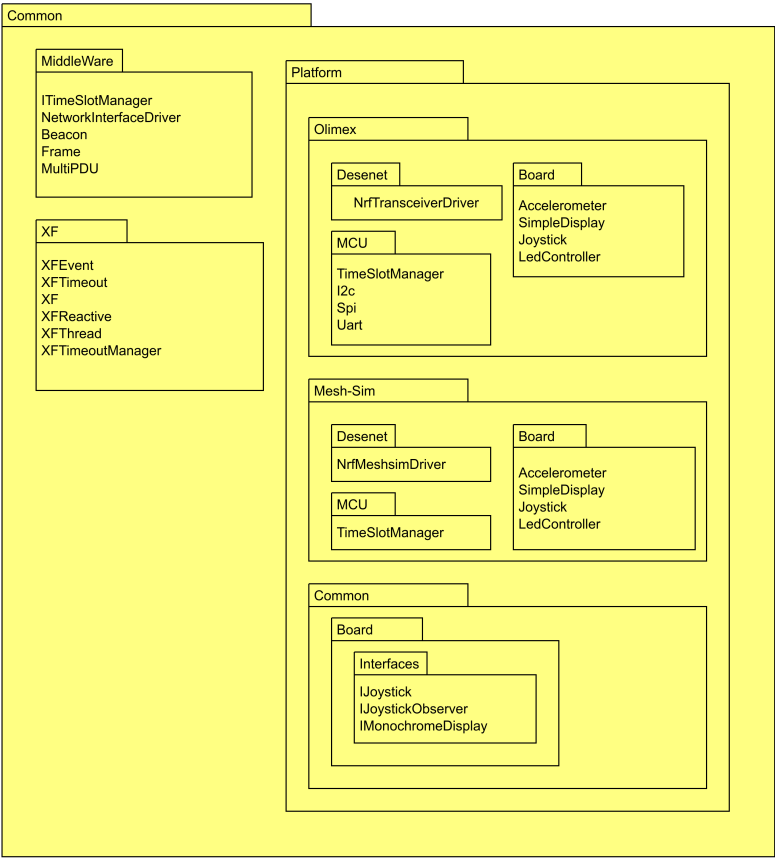 Common
MiddleWare
ITimeSlotManager
NetworkInterfaceDriver
Beacon
Frame
MultiPDU
XF
XFEvent
XFTimeout
XF
XFReactive
XFThread
XFTimeoutManager
Platform
Olimex
Desenet
NrfTransceiverDriver
MCU
TimeSlotManager
I2c
Spi
Uart
Board
Accelerometer
SimpleDisplay
Joystick
LedController
Mesh-Sim
Desenet
NrfMeshsimDriver
MCU
TimeSlotManager
Board
Accelerometer
SimpleDisplay
Joystick
LedController
Common
Board
Interfaces
IJoystick
IJoystickObserver
IMonochromeDisplay